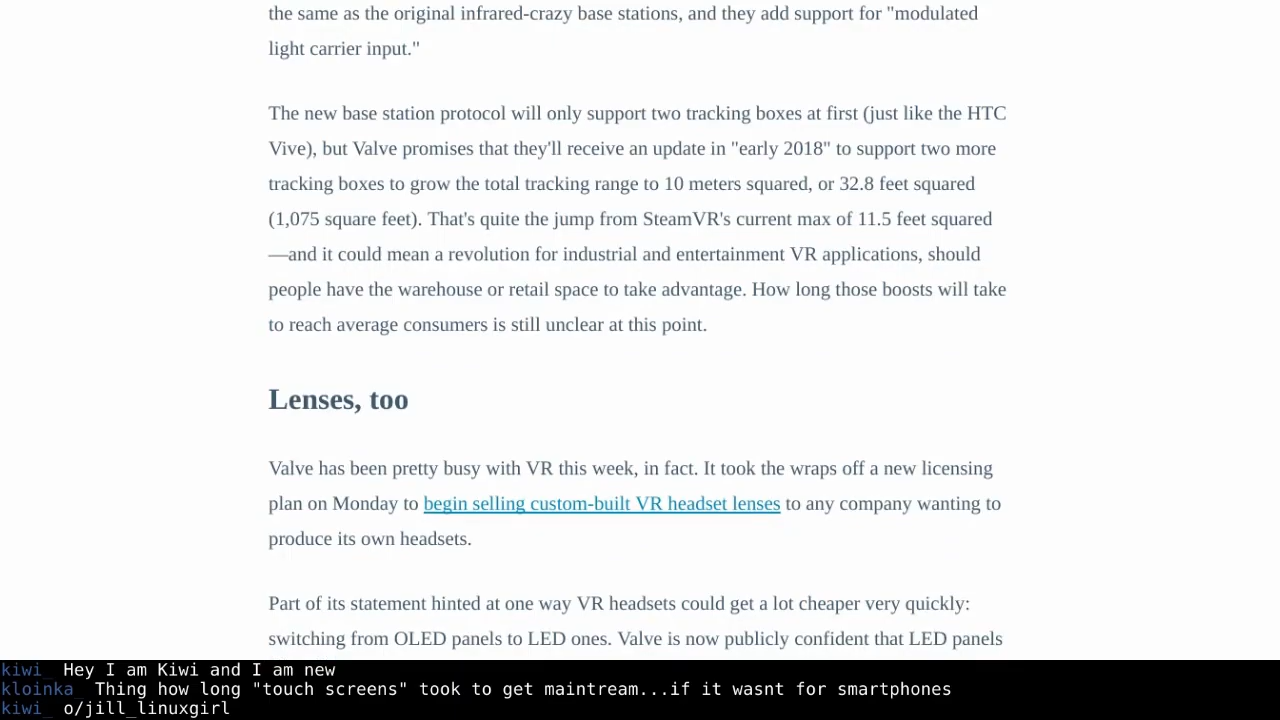 the same as the original infrared-crazy base stations, and they add support for "modulated
light carrier input."
The new base station protocol will only support two tracking boxes at first (just like the HTC
Vive), but Valve promises that they'll receive an update in "early 2018" to support two more
tracking boxes to grow the total tracking range to 10 meters squared, or 32.8 feet squared
(1,075 square feet). That's quite the jump from SteamVR's current max of 11.5 feet squared
—and it could mean a revolution for industrial and entertainment VR applications, should
people have the warehouse or retail space to take advantage. How long those boosts will take
to reach average consumers is still unclear at this point.
Lenses, too
Valve has been pretty busy with VR this week, in fact. It took the wraps off a new licensing
plan on Monday to begin selling custom-built VR headset lenses to any company wanting to
produce its own headsets.
Part of its statement hinted at one way VR headsets could get a lot cheaper very quickly:
switching from OLED panels to LED ones. Valve is now publicly confident that LED panels
kiwi_ Hey I am Kiwi and I am new
kloinka_ Thing how long "touch screens" took to get maintream...if it wasnt for smartphones
kiwi_ o/jill_linuxgirl